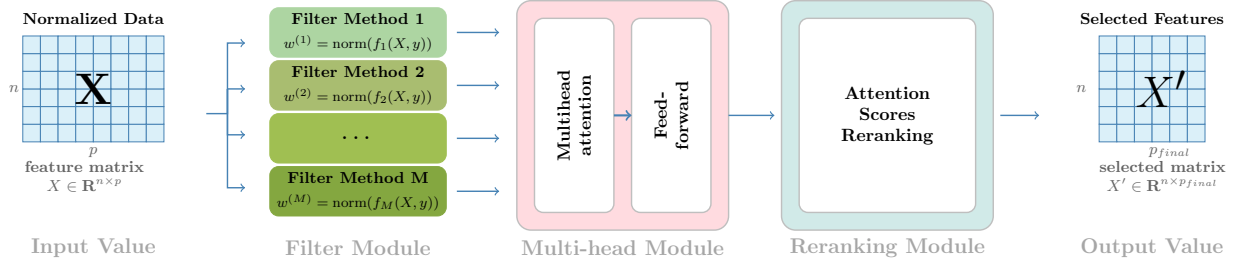 Normalized Data
n
X
p
feature matrix
X ∈ R^{n×p}
Input Value
Filter Method 1
w^{(1)} = norm(f_1(X, y))
Filter Method 2
w^{(2)} = norm(f_2(X, y))
...
Filter Method M
w^{(M)} = norm(f_M(X, y))
Filter Module
Multihead
attention
Feed-
forward
Multi-head Module
Attention
Scores
Reranking
Reranking Module
Selected Features
n
X′
p_{final}
selected matrix
X′ ∈ R^{n×p_{final}}
Output Value